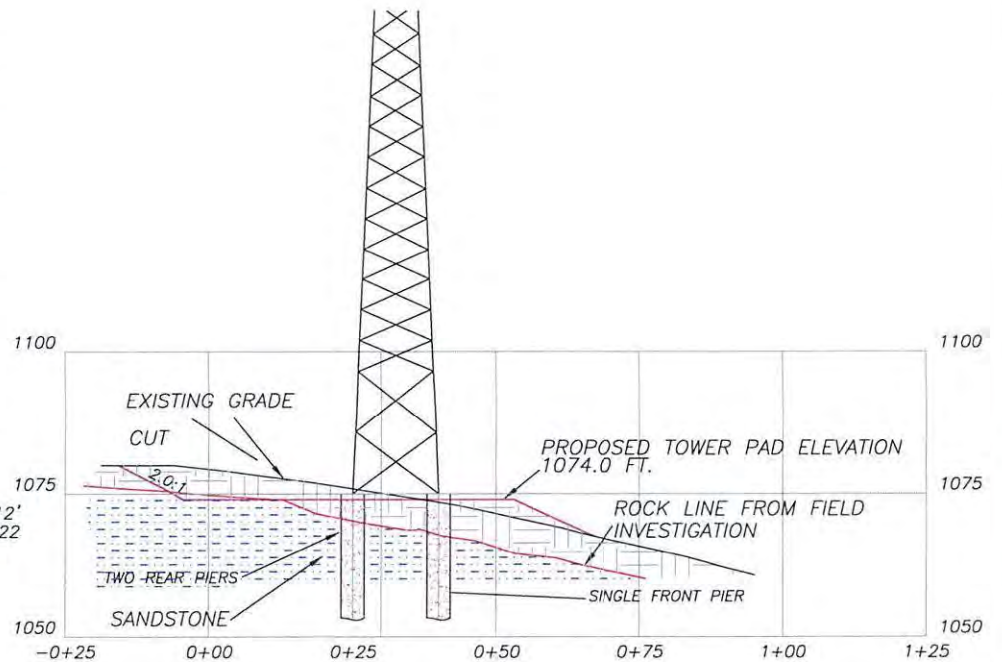 1100
1100
EXISTING GRADE
CUT
2.0:1
PROPOSED TOWER PAD ELEVATION
1074.0 FT.
1075
ROCK LINE FROM FIELD
INVESTIGATION
12'
22
TWO REAR PIERS
SINGLE FRONT PIER
SANDSTONE
1050
1050
-0+25
0+00
0+25
0+50
0+75
1+00
1+25